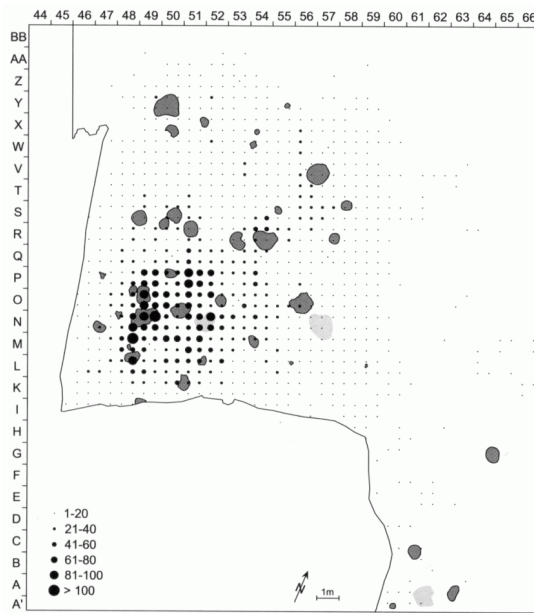 44 45 46 47 48 49 50 51 52 53 54 55 56 57 58 59 60 61 62 63 64 65 66
BB
AA
Z
Y
X
W
V
T
S
R
Q
P
O
N
M
L
K
I
H
G
F
E
D
C
B
A
A'
1-20
21-40
41-60
61-80
81-100
> 100
N
1m